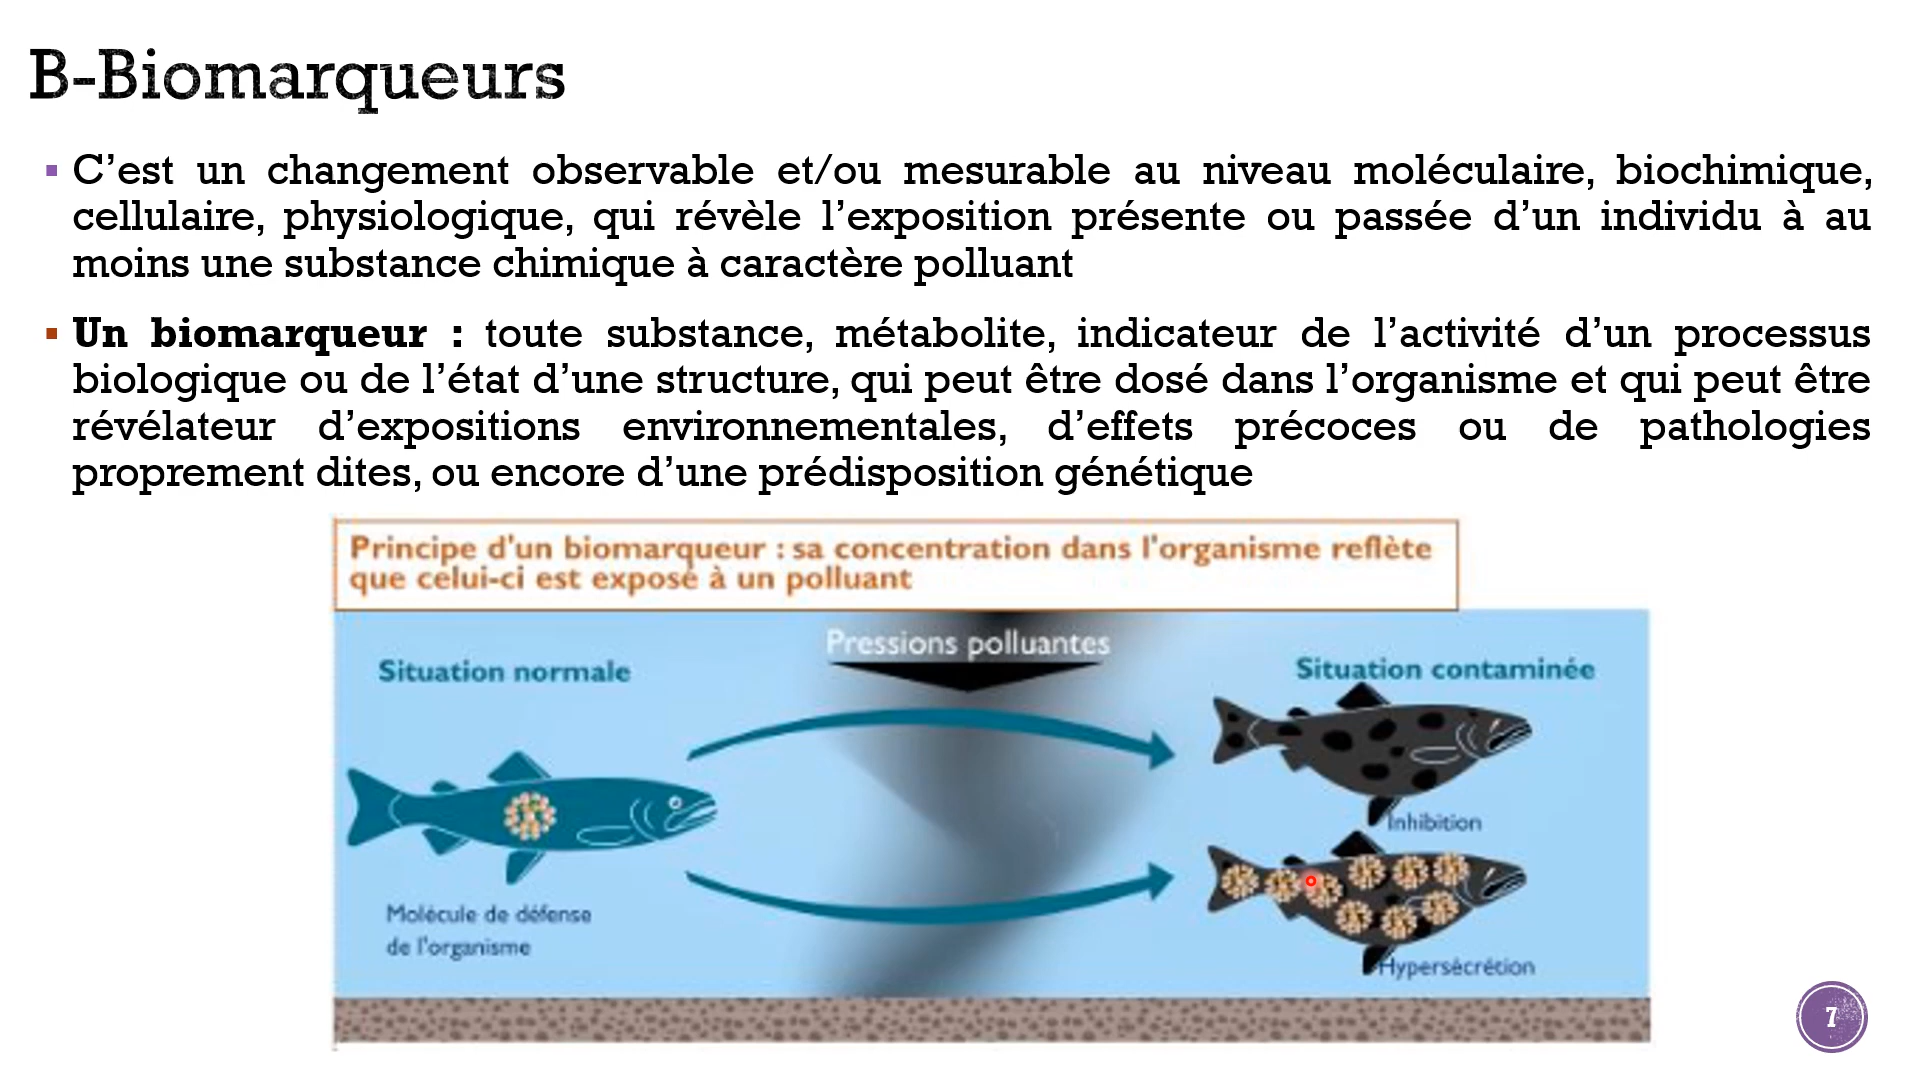 B-Biomarqueurs
C’est un changement observable et/ou mesurable au niveau moléculaire, biochimique,
cellulaire, physiologique, qui révèle l’exposition présente ou passée d’un individu à au
moins une substance chimique à caractère polluant
Un biomarqueur : toute substance, métabolite, indicateur de l’activité d’un processus
biologique ou de l’état d’une structure, qui peut être dosé dans l’organisme et qui peut être
révélateur d’expositions environnementales, d’effets précoces ou de pathologies
proprement dites, ou encore d’une prédisposition génétique
Principe d'un biomarqueur : sa concentration dans l'organisme reflète
que celui-ci est exposé à un polluant
Pressions polluantes
Situation normale
Situation contaminée
Inhibition
Molécule de défense
de l'organisme
Hypersécrétion
7